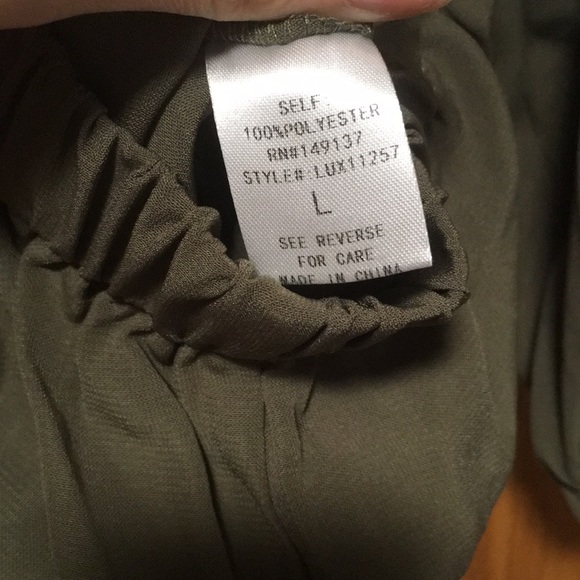 SELF:
100%POLYESTER
RN#149137
STYLE#:LUX11257
L
SEE REVERSE
FOR CARE
MADE IN CHINA